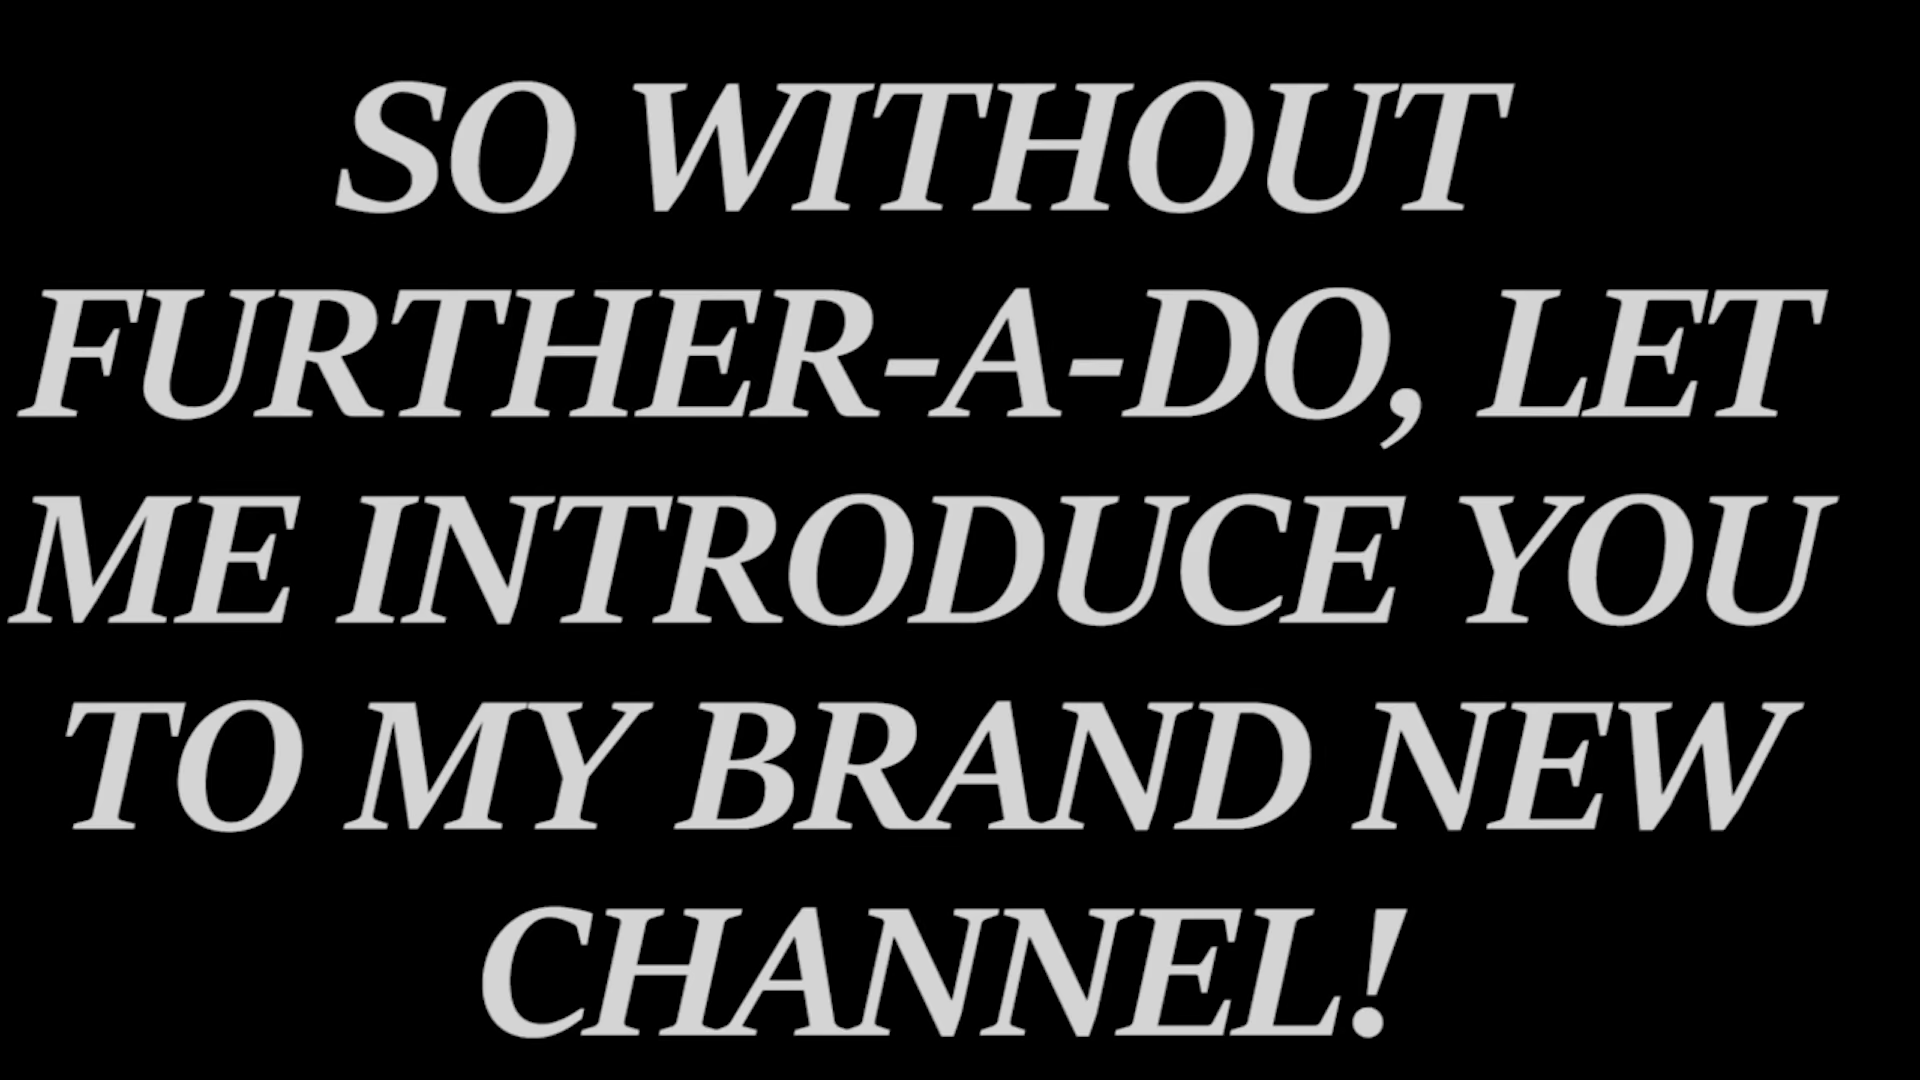 SO WITHOUT
FURTHER-A-DO, LET
ME INTRODUCE YOU
TO MY BRAND NEW
CHANNEL!